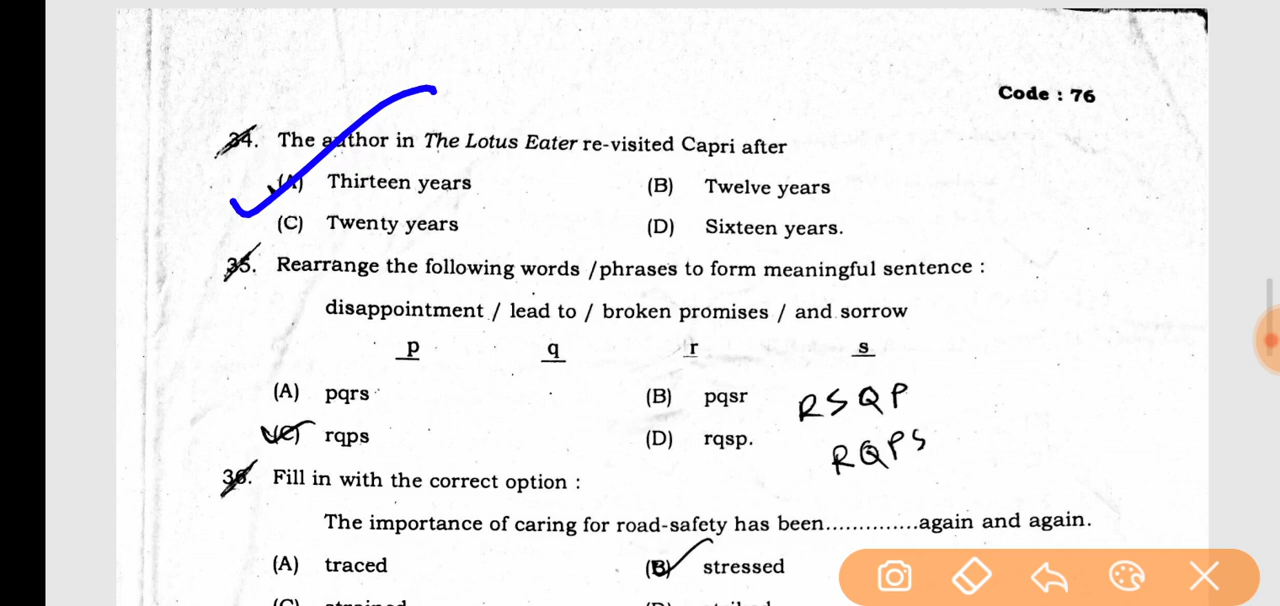 Code : 76
34. The author in The Lotus Eater re-visited Capri after
(A) Thirteen years (B) Twelve years
(C) Twenty years (D) Sixteen years.
35. Rearrange the following words /phrases to form meaningful sentence :
disappointment / lead to / broken promises / and sorrow
p q r s
(A) pqrs (B) pqsr RSQP
(C) rqps (D) rqsp. RQPS
36. Fill in with the correct option :
The importance of caring for road-safety has been..............again and again.
(A) traced (B) stressed